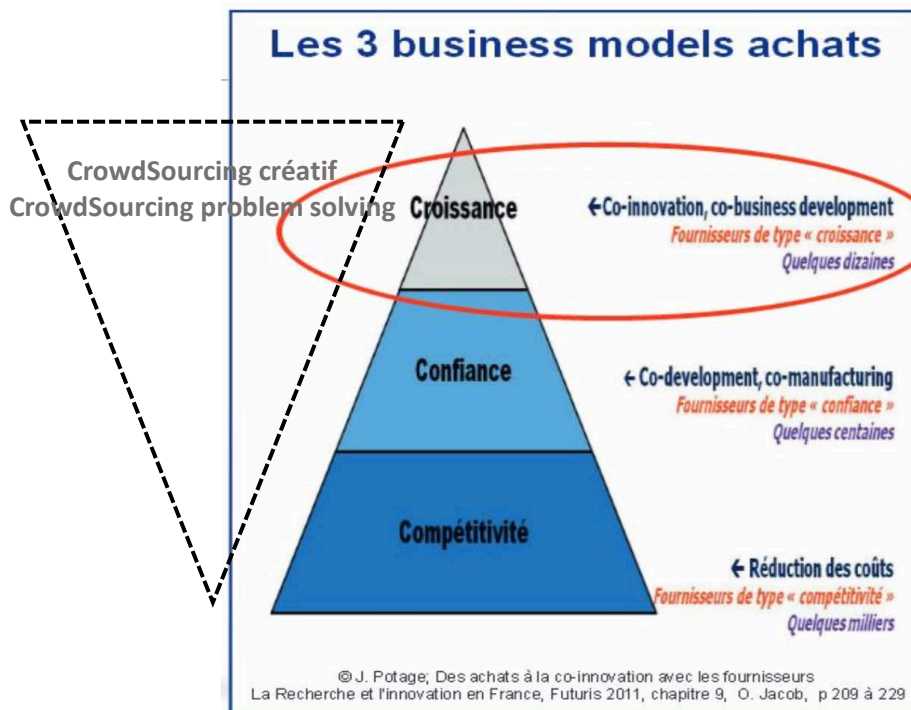 Les 3 business models achats
CrowdSourcing créatif
CrowdSourcing problem solving
Croissance
←Co-innovation, co-business development
Fournisseurs de type « croissance »
Quelques dizaines
Confiance
← Co-development, co-manufacturing
Fournisseurs de type « confiance »
Quelques centaines
Compétitivité
← Réduction des coûts
Fournisseurs de type « compétitivité »
Quelques milliers
© J. Potage; Des achats à la co-innovation avec les fournisseurs
La Recherche et l'innovation en France, Futuris 2011, chapitre 9, O. Jacob, p 209 à 229